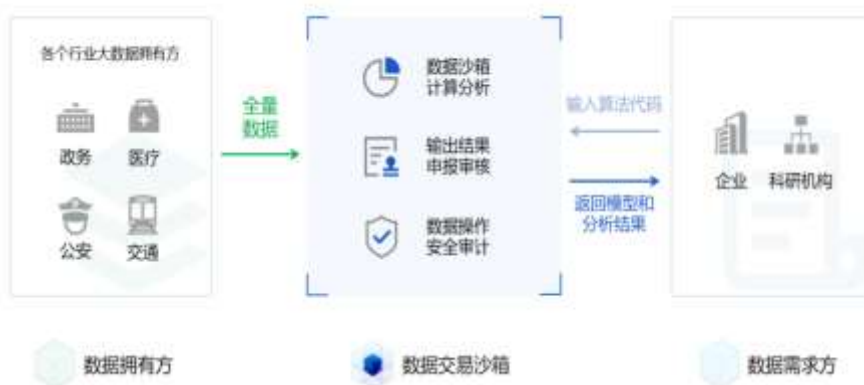 各个行业大数据拥有方
政务
医疗
公安
交通
全量
数据
数据沙箱
计算分析
输出结果
申报审核
数据操作
安全审计
输入算法代码
返回模型和
分析结果
企业
科研机构
数据拥有方
数据交易沙箱
数据需求方